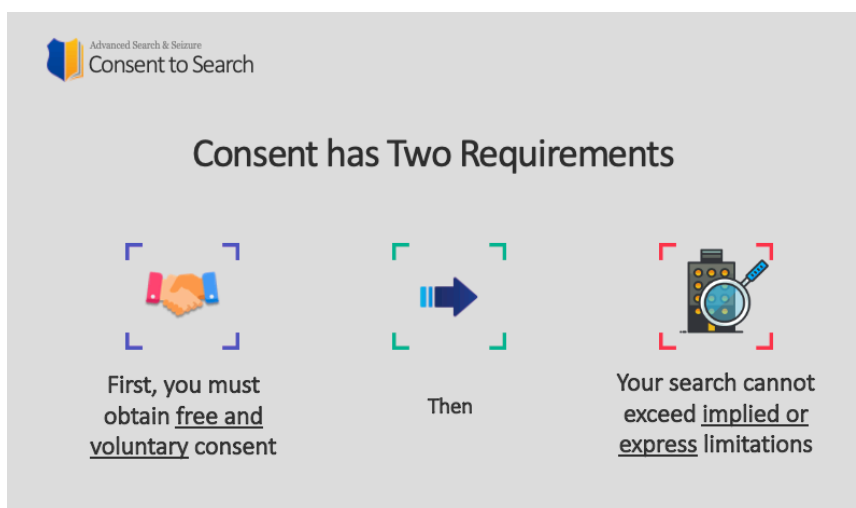 Advanced Search & Seizure
Consent to Search
Consent has Two Requirements
First, you must
obtain free and
voluntary consent
Then
Your search cannot
exceed implied or
express limitations